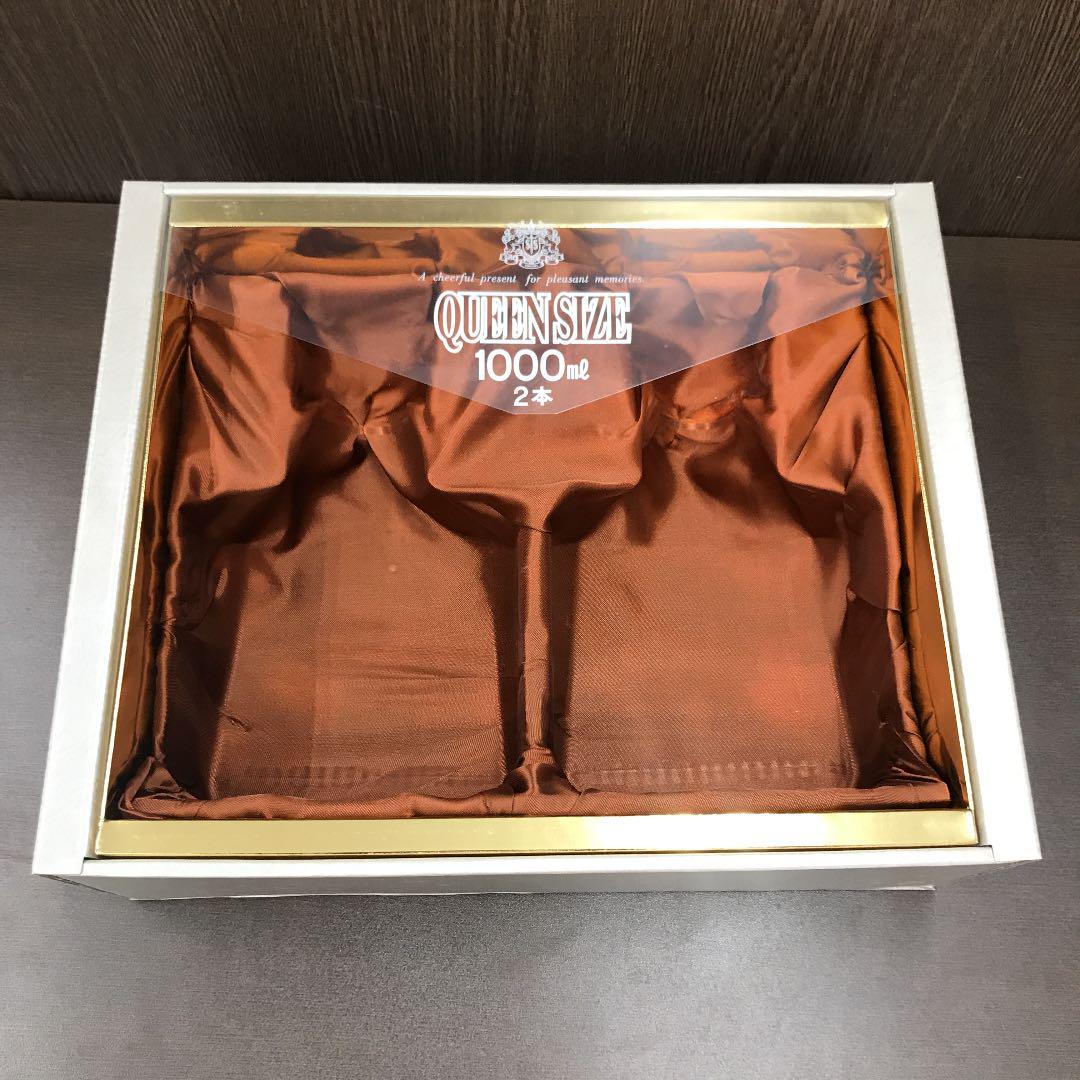 A cheerful present for pleasant memories.
QUEEN SIZE
1000ml
2本